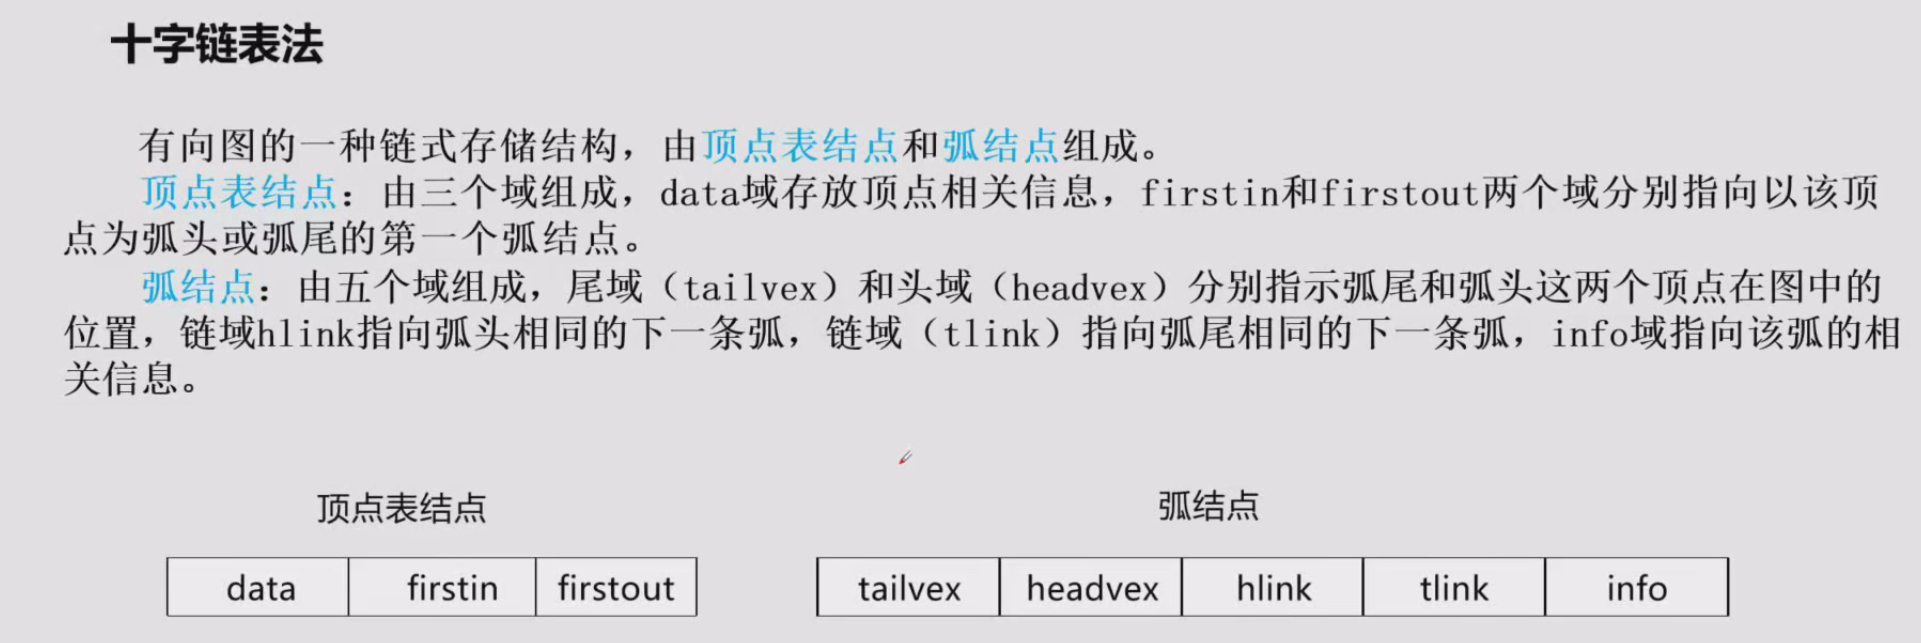 十字链表法
有向图的一种链式存储结构，由顶点表结点和弧结点组成。
顶点表结点：由三个域组成，data域存放顶点相关信息，firstin和firstout两个域分别指向以该顶
点为弧头或弧尾的第一个弧结点。
弧结点：由五个域组成，尾域（tailvex）和头域（headvex）分别指示弧尾和弧头这两个顶点在图中的
位置，链域hlink指向弧头相同的下一条弧，链域（tlink）指向弧尾相同的下一条弧，info域指向该弧的相
关信息。
顶点表结点
弧结点
data firstin firstout
tailvex headvex hlink tlink info